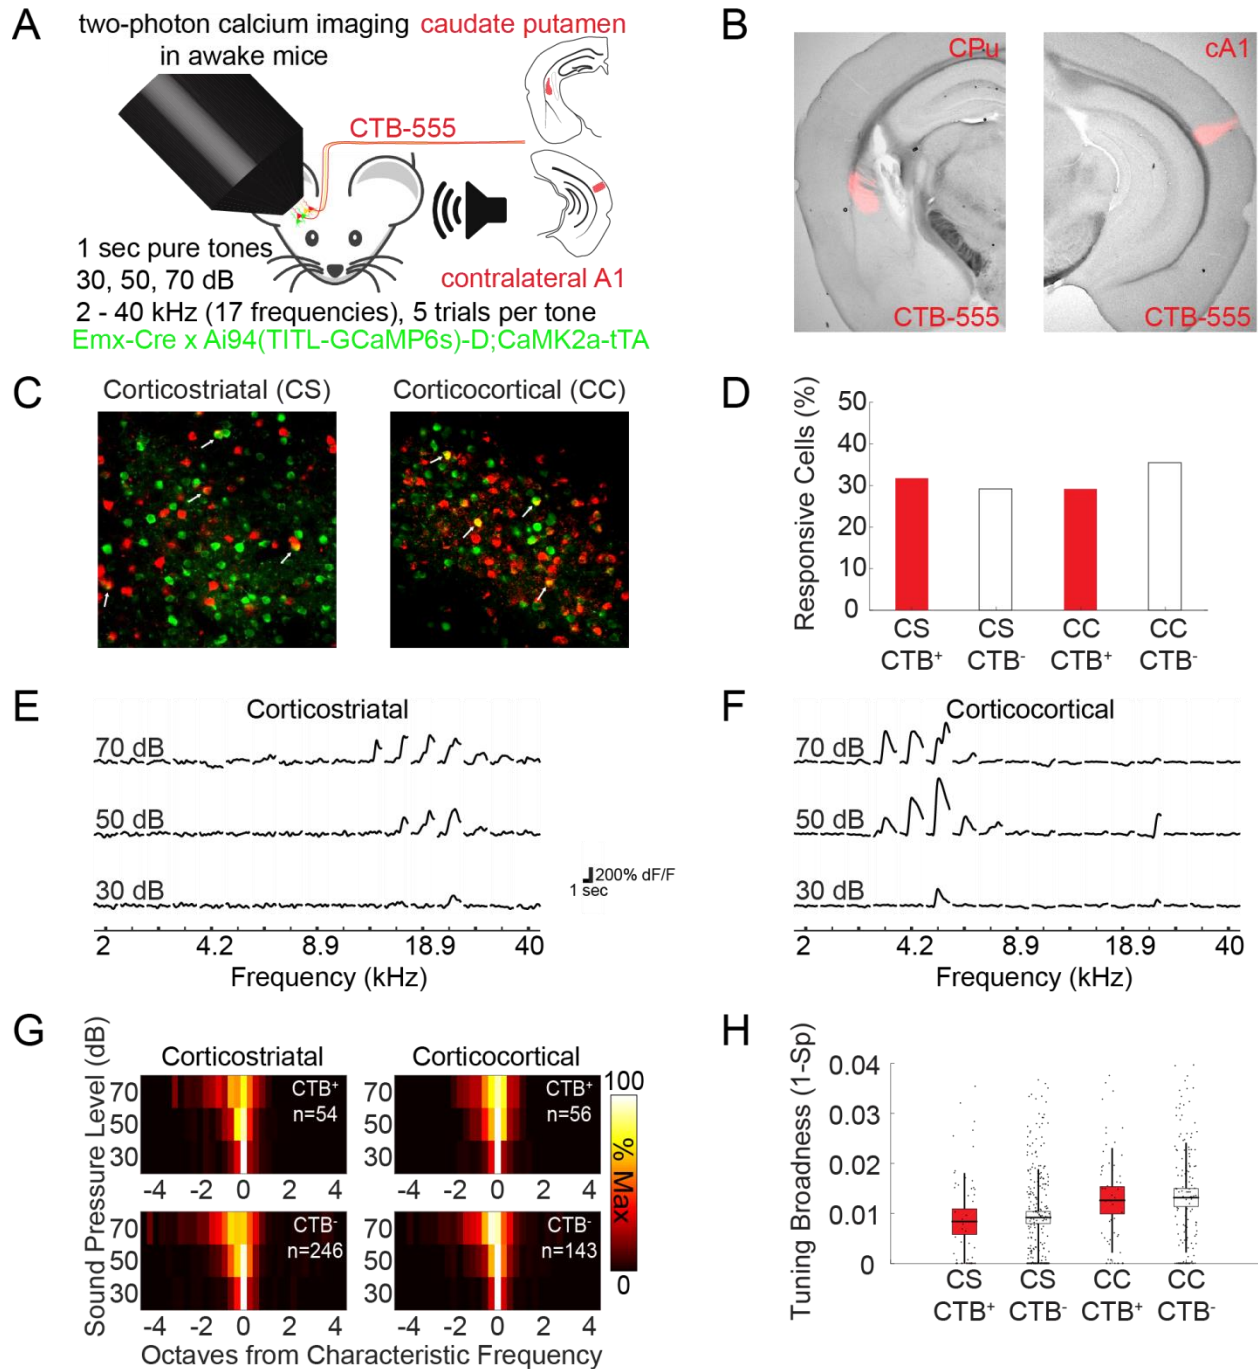 A
two-photon calcium imaging
in awake mice
caudate putamen
CTB-555
1 sec pure tones
30, 50, 70 dB
contralateral A1
2 - 40 kHz (17 frequencies), 5 trials per tone
Emx-Cre x Ai94(TITL-GCaMP6s)-D;CaMK2a-tTA
B
CPu
CTB-555
cA1
CTB-555
C
Corticostriatal (CS)
Corticocortical (CC)
D
Responsive Cells (%)
50
40
30
20
10
0
CS CS CC CC
CTB⁺ CTB⁻ CTB⁺ CTB⁻
E
Corticostriatal
70 dB
50 dB
30 dB
200% dF/F
1 sec
2 4.2 8.9 18.9 40
Frequency (kHz)
F
Corticocortical
70 dB
50 dB
30 dB
2 4.2 8.9 18.9 40
Frequency (kHz)
G
Sound Pressure Level (dB)
Corticostriatal
70
50
30
CTB⁺
n=54
-4 -2 0 2 4
Corticocortical
70
50
30
CTB⁺
n=56
-4 -2 0 2 4
100
% Max
0
70
50
30
CTB⁻
n=246
-4 -2 0 2 4
70
50
30
CTB⁻
n=143
-4 -2 0 2 4
Octaves from Characteristic Frequency
H
Tuning Broadness (1-Sp)
0.04
0.03
0.02
0.01
0
CS CS CC CC
CTB⁺ CTB⁻ CTB⁺ CTB⁻